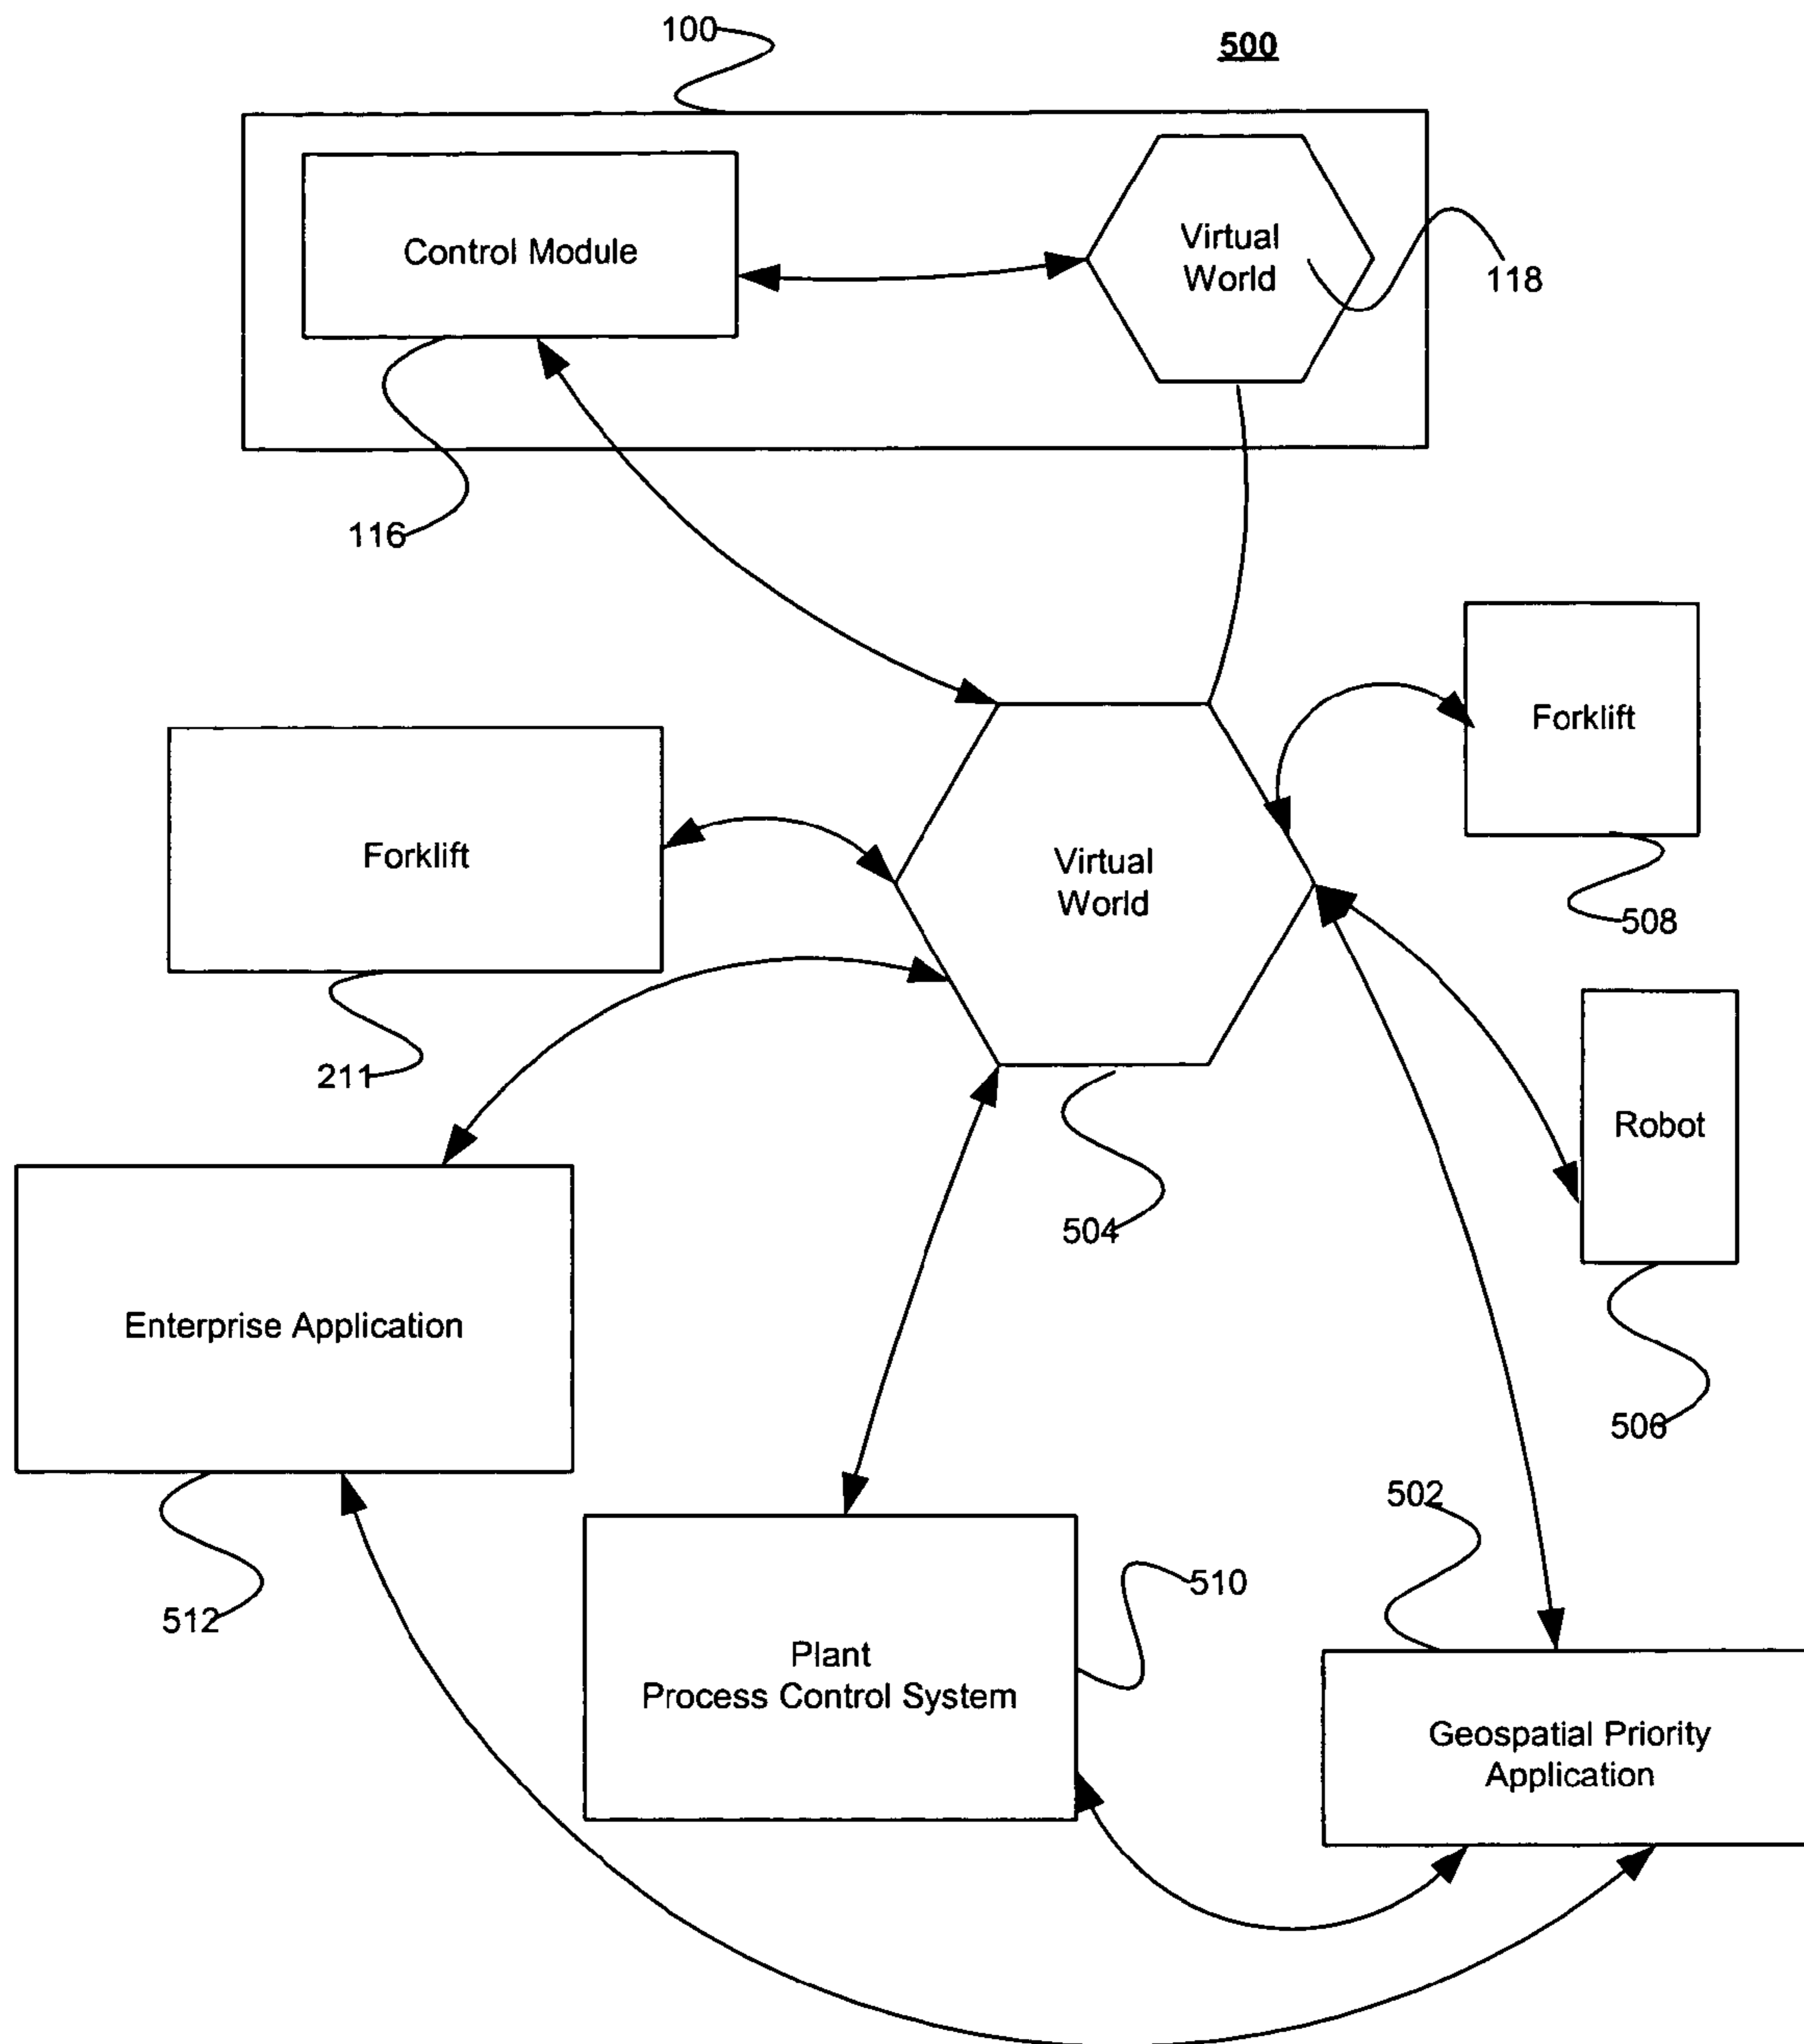 100
500
Control Module
Virtual
World
118
116
Forklift
508
Forklift
211
Virtual
World
504
Robot
506
Enterprise Application
512
502
510
Plant
Process Control System
Geospatial Priority
Application